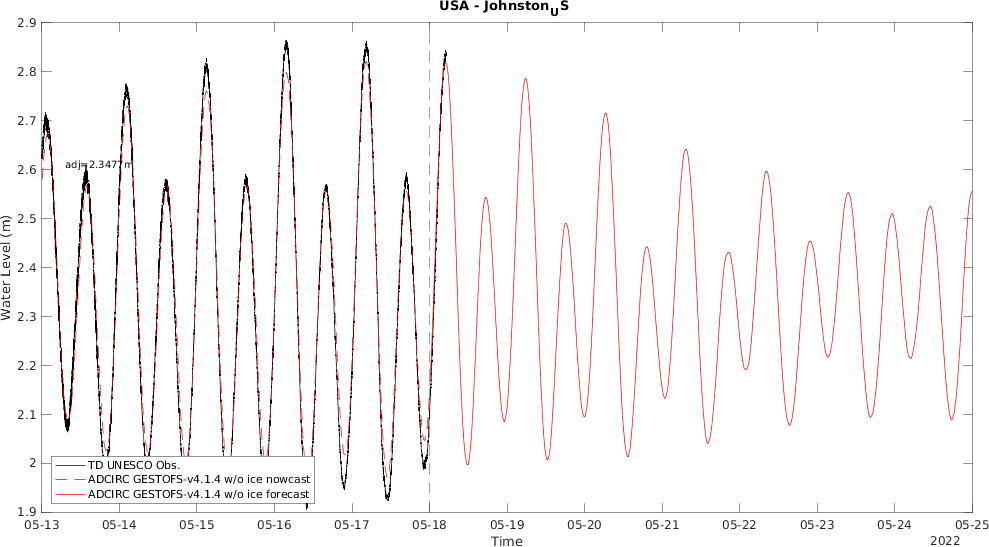 USA - Johnston_US
2.9
2.8
2.7
2.6
2.5
2.4
2.3
2.2
2.1
2
1.9
Water Level (m)
adj=2.3477m
TD UNESCO Obs.
ADCIRC GESTOFS-v4.1.4 w/o ice nowcast
ADCIRC GESTOFS-v4.1.4 w/o ice forecast
05-13 05-14 05-15 05-16 05-17 05-18 05-19 05-20 05-21 05-22 05-23 05-24 05-25
Time
2022